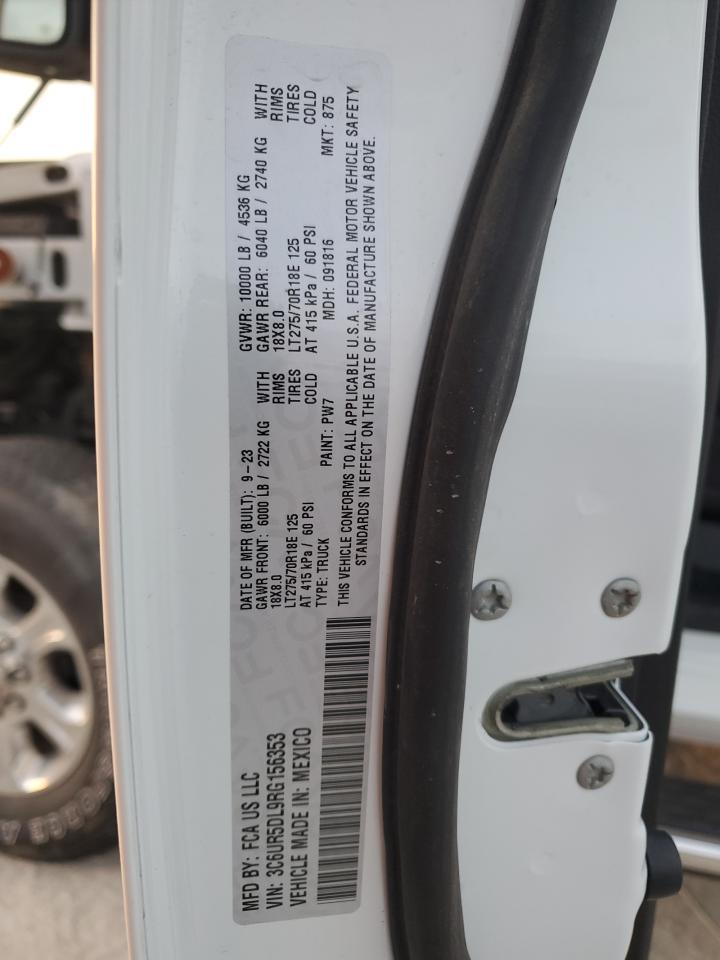 MFD BY: FCA US LLC
VIN: 3C6UR5DL9RG156353
VEHICLE MADE IN: MEXICO
DATE OF MFR (BUILT): 9-23 GVWR: 10000 LB / 4536 KG
GAWR FRONT: 6000 LB / 2722 KG WITH GAWR REAR: 6040 LB / 2740 KG WITH
18X8.0 RIMS 18X8.0 RIMS
LT275/70R18E 125 TIRES LT275/70R18E 125 TIRES
AT 415 kPa / 60 PSI COLD AT 415 kPa / 60 PSI COLD
TYPE: TRUCK PAINT: PW7 MDH: 091816 MKT: 875
THIS VEHICLE CONFORMS TO ALL APPLICABLE U.S.A. FEDERAL MOTOR VEHICLE SAFETY
STANDARDS IN EFFECT ON THE DATE OF MANUFACTURE SHOWN ABOVE.